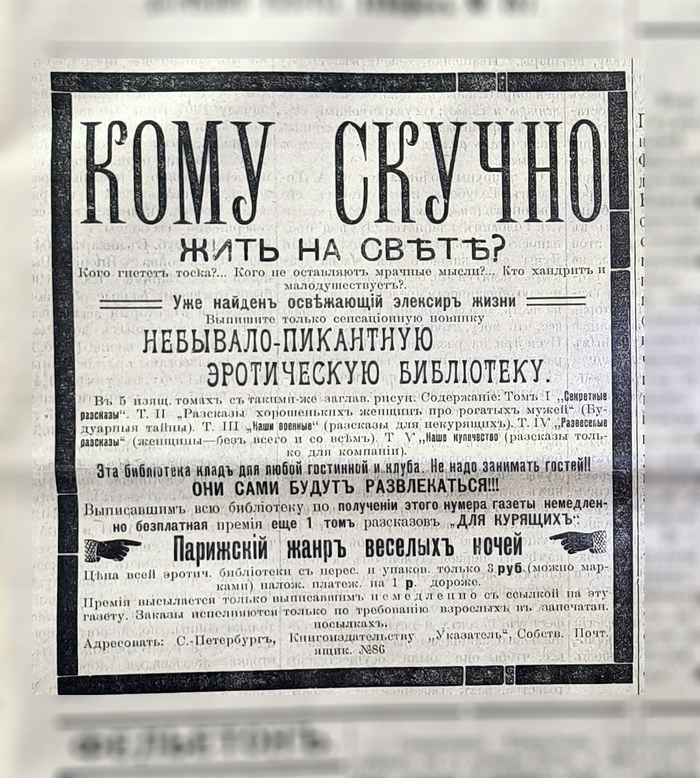 КОМУ СКУЧНО
ЖИТЬ НА СВѢТѢ?
Кого гнететъ тоска?... Кого не оставляютъ мрачные мысли?... Кто хандритъ и
малодушествуетъ?.
Уже найденъ освѣжающій элексиръ жизни
Выпишите только сенсаціонную новинку
НЕБЫВАЛО-ПИКАНТНУЮ
ЭРОТИЧЕСКУЮ БИБЛІОТЕКУ.
Въ 5 изящ. томахъ съ такими-же заглав. рисун. Содержаніе: Томъ I „Секретные
разсказы“. Т. II „Разсказы хорошенькихъ женщинъ про рогатыхъ мужей“ (Бу-
дуарныя тайны). Т. III „Наши военные“ (разсказы для некурящихъ). Т. IV „Развеселые
разсказы“ (женщины—безъ всего и со всѣмъ). Т V „Наше купечество (разсказы толь-
ко для компаніи).
Эта библіотека кладъ для любой гостинной и клуба. Не надо занимать гостей!!
ОНИ САМИ БУДУТЪ РАЗВЛЕКАТЬСЯ!!!
Выписавшимъ всю библіотеку по полученіи этого нумера газеты немедлен-
но безплатная премія еще 1 томъ разсказовъ „ДЛЯ КУРЯЩИХЪ“:
Парижскій жанръ веселыхъ ночей
Цѣна всей эротич. библіотеки съ перес. и упаков. только 3 руб.(можно мар-
ками) налож. платеж. на 1 р. дороже.
Премія высылается только выписавшимъ немедленно съ ссылкой на эту
газету. Заказы исполняются только по требованію взрослыхъ въ запечатан.
посылкахъ.
Адресовать: С.-Петербургъ, Книгоиздательству „Указатель“, Собств. Почт.
ящик. №86
ФЕЛЬЕТОНЪ.